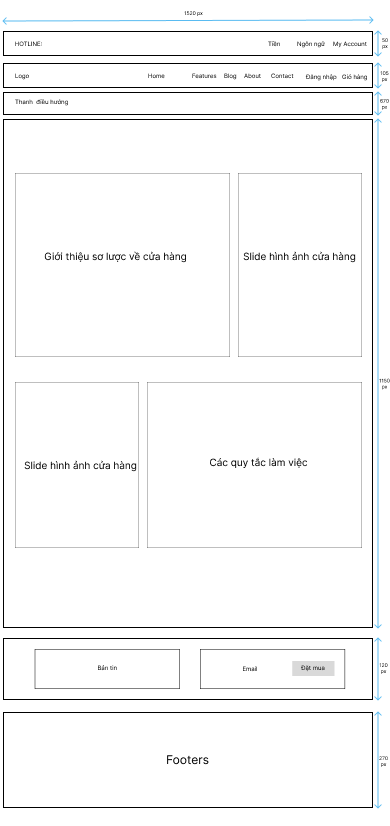 1520 px
HOTLINE:
Tiền
Ngôn ngữ
My Account
50
px
Logo
Home
Features
Blog
About
Contact
Đăng nhập
Giỏ hàng
105
px
Thanh điều hướng
670
px
Giới thiệu sơ lược về cửa hàng
Slide hình ảnh cửa hàng
1150
px
Slide hình ảnh cửa hàng
Các quy tắc làm việc
Bản tin
Email
Đặt mua
120
px
Footers
270
px